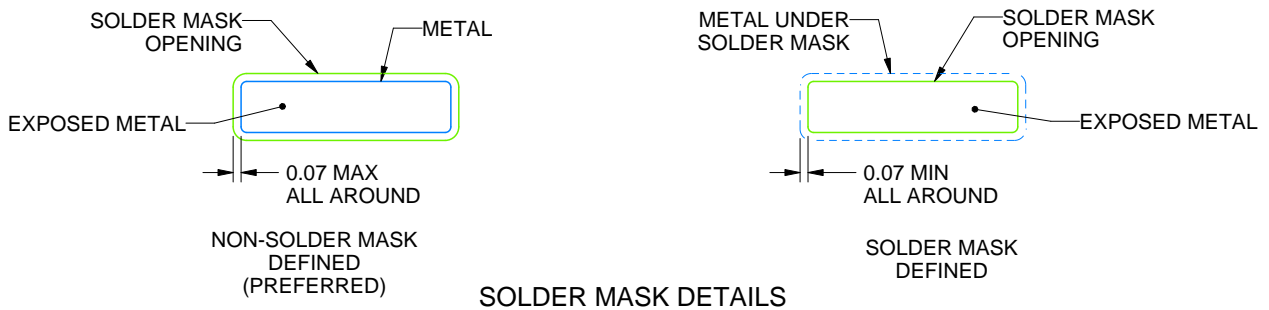 SOLDER MASK
OPENING
METAL
EXPOSED METAL
0.07 MAX
ALL AROUND
NON-SOLDER MASK
DEFINED
(PREFERRED)
METAL UNDER
SOLDER MASK
SOLDER MASK
OPENING
EXPOSED METAL
0.07 MIN
ALL AROUND
SOLDER MASK
DEFINED
SOLDER MASK DETAILS